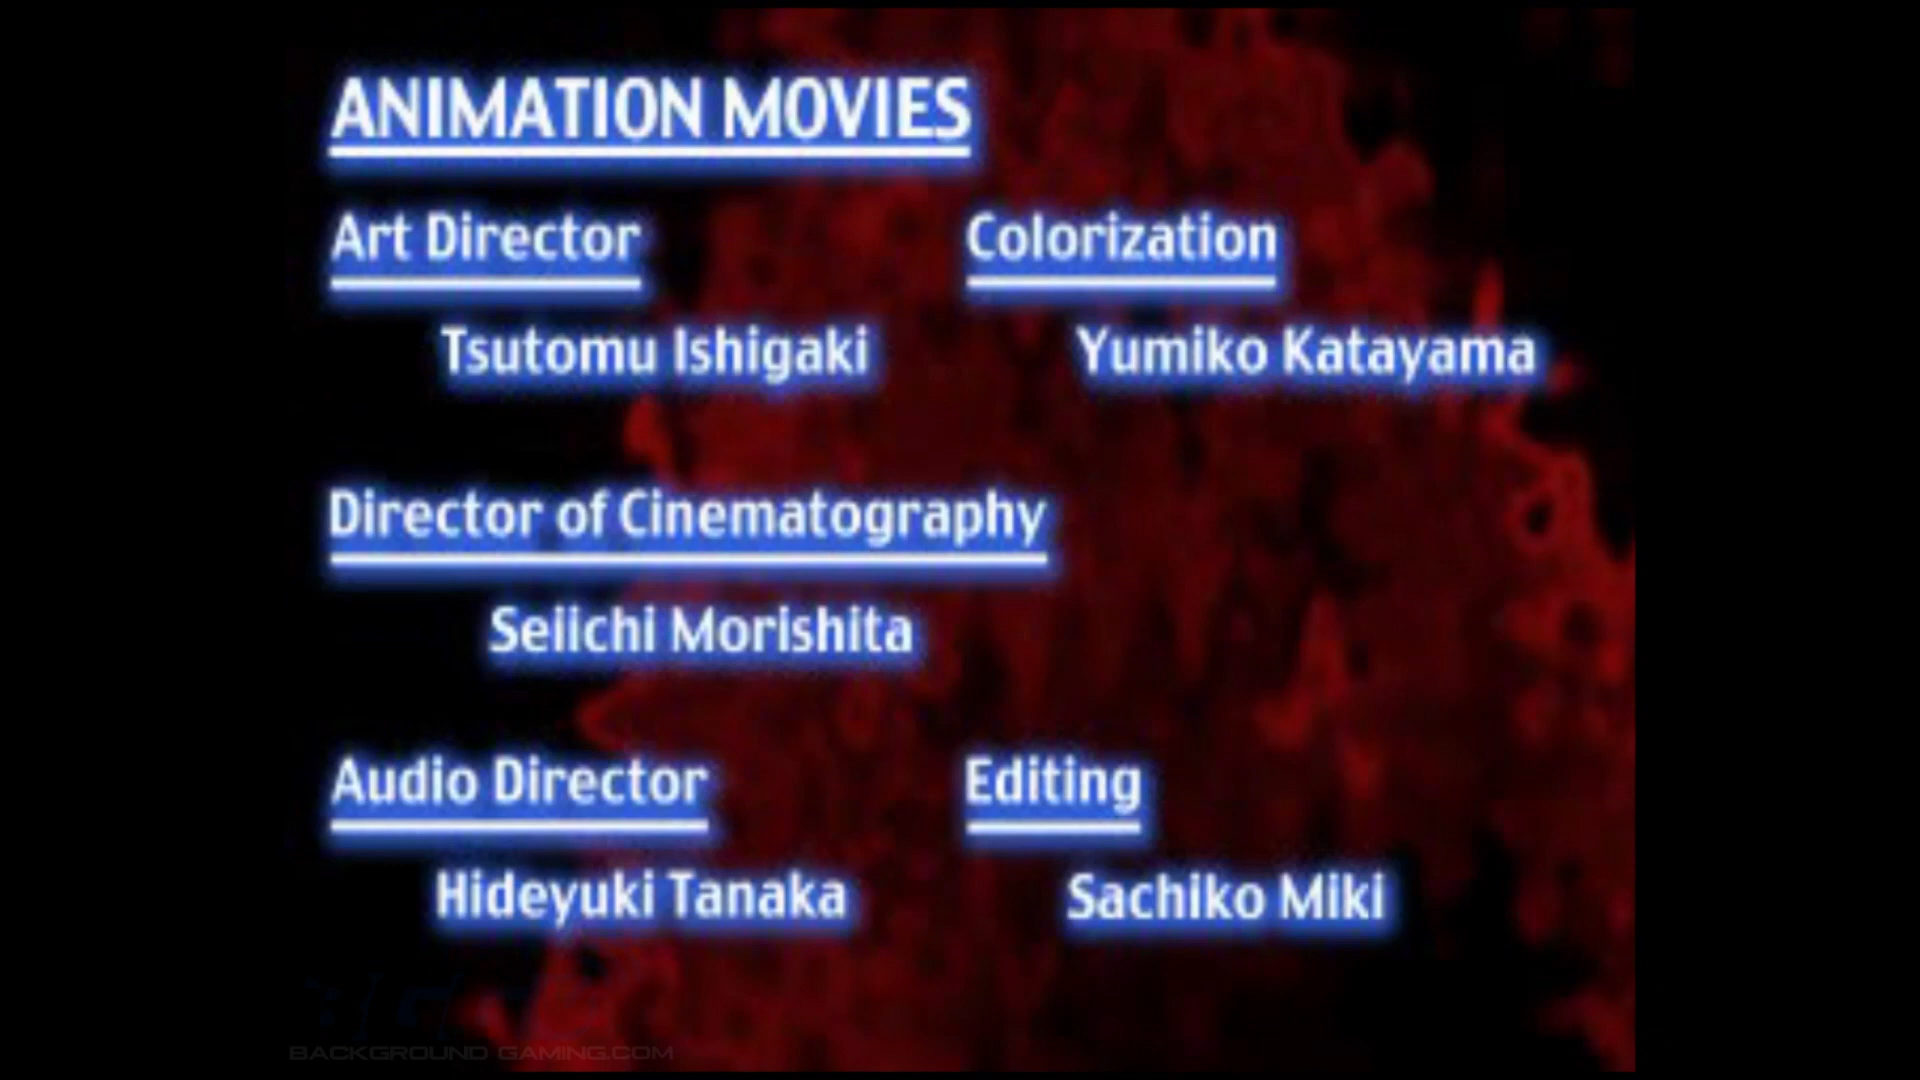 ANIMATION MOVIES
Art Director
Colorization
Tsutomu Ishigaki
Yumiko Katayama
Director of Cinematography
Seiichi Morishita
Audio Director
Editing
Hideyuki Tanaka
Sachiko Miki
BACKGROUND GAMING.COM